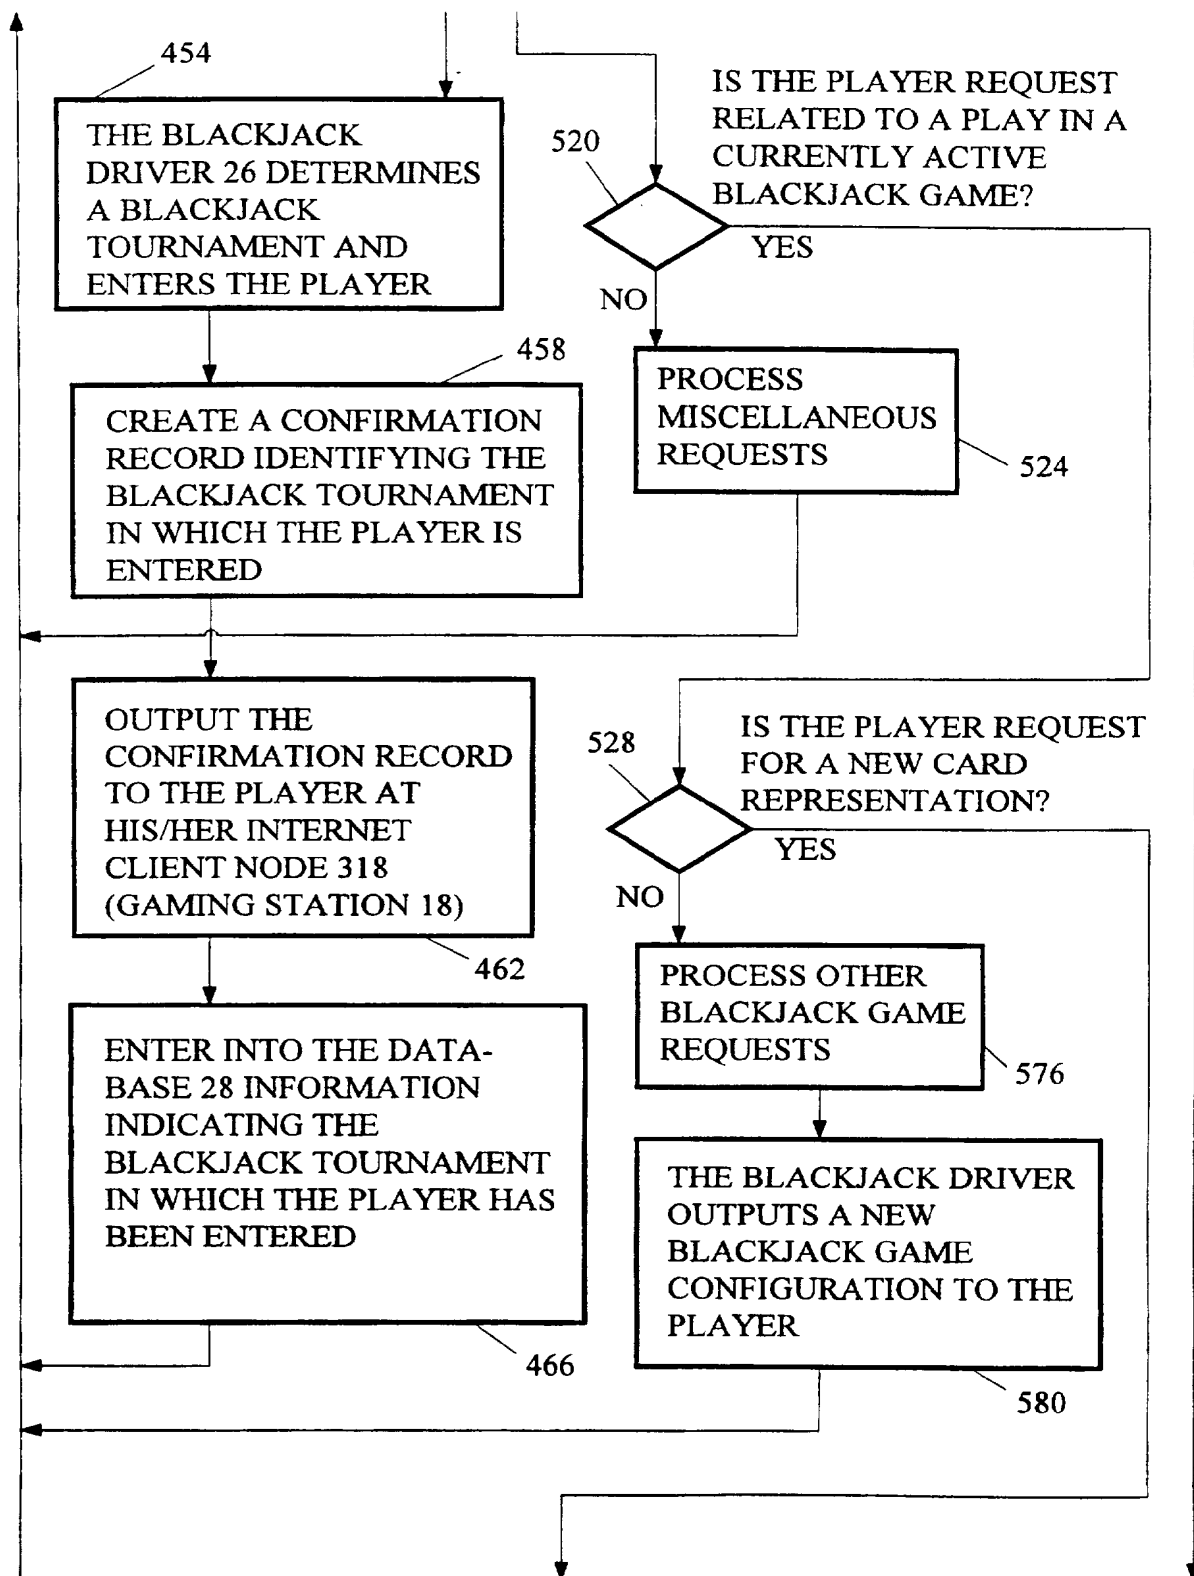 454
THE BLACKJACK
DRIVER 26 DETERMINES
A BLACKJACK
TOURNAMENT AND
ENTERS THE PLAYER
458
CREATE A CONFIRMATION
RECORD IDENTIFYING THE
BLACKJACK TOURNAMENT
IN WHICH THE PLAYER IS
ENTERED
OUTPUT THE
CONFIRMATION RECORD
TO THE PLAYER AT
HIS/HER INTERNET
CLIENT NODE 318
(GAMING STATION 18)
462
ENTER INTO THE DATA-
BASE 28 INFORMATION
INDICATING THE
BLACKJACK TOURNAMENT
IN WHICH THE PLAYER HAS
BEEN ENTERED
466
IS THE PLAYER REQUEST
RELATED TO A PLAY IN A
CURRENTLY ACTIVE
BLACKJACK GAME?
520
YES
NO
PROCESS
MISCELLANEOUS
REQUESTS
524
IS THE PLAYER REQUEST
FOR A NEW CARD
REPRESENTATION?
528
YES
NO
PROCESS OTHER
BLACKJACK GAME
REQUESTS
576
THE BLACKJACK DRIVER
OUTPUTS A NEW
BLACKJACK GAME
CONFIGURATION TO THE
PLAYER
580